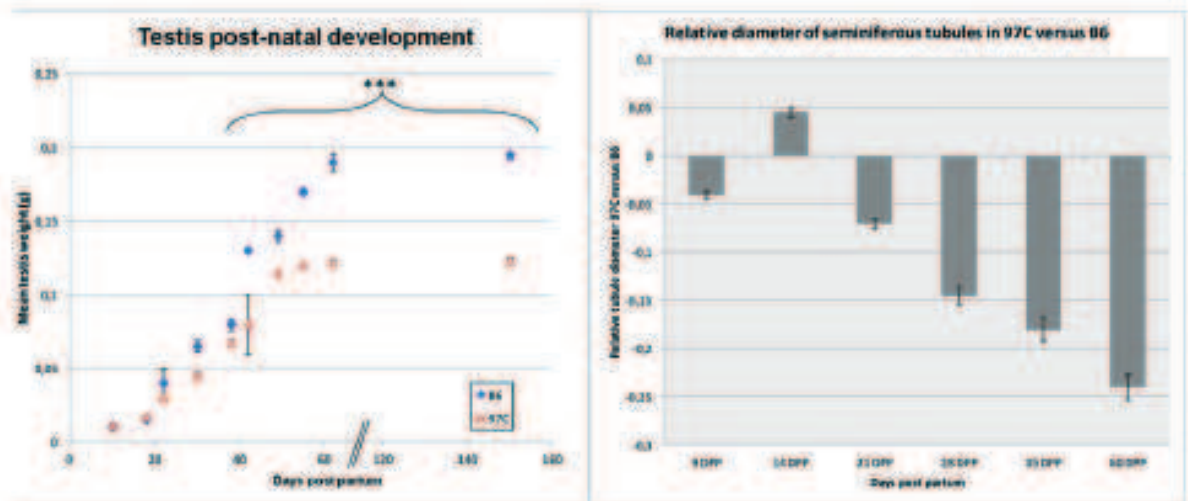 Testis post-natal development
0,25
***
0,2
0,15
0,1
0,05
0
Mean testis weight(g)
B6
97C
0 20 40 60 120 140 160
Days post partum
Relative diameter of seminiferous tubules in 97C versus B6
0,1
0,05
0
-0,05
-0,1
-0,15
-0,2
-0,25
-0,3
Relative tubule diameter 97C versus B6
9 DPP 14 DPP 21 DPP 28 DPP 35 DPP 60 DPP
Days post partum